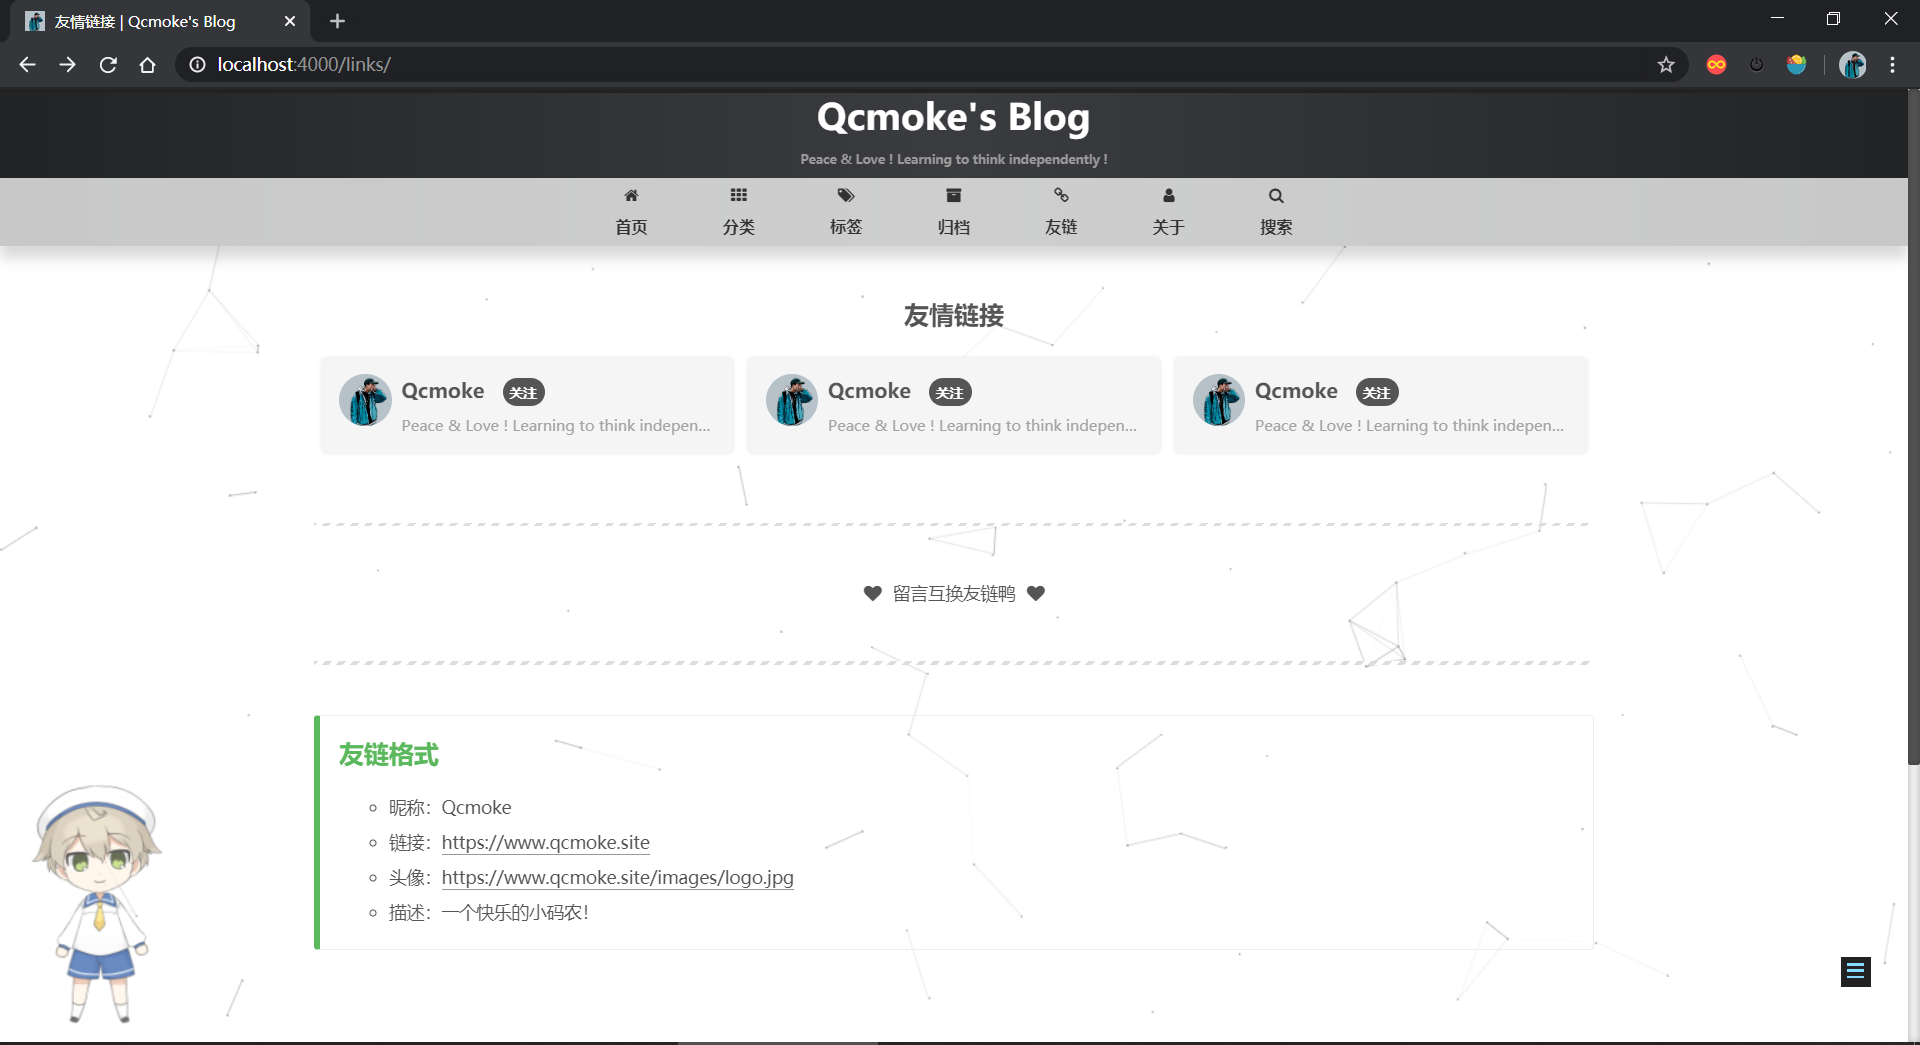 友情链接 | Qcmoke's Blog
localhost:4000/links/
Qcmoke's Blog
Peace & Love ! Learning to think independently !
首页 分类 标签 归档 友链 关于 搜索
友情链接
Qcmoke 关注
Peace & Love ! Learning to think indepen...
Qcmoke 关注
Peace & Love ! Learning to think indepen...
Qcmoke 关注
Peace & Love ! Learning to think indepen...
留言互换友链鸭
友链格式
昵称：Qcmoke
链接：https://www.qcmoke.site
头像：https://www.qcmoke.site/images/logo.jpg
描述：一个快乐的小码农！